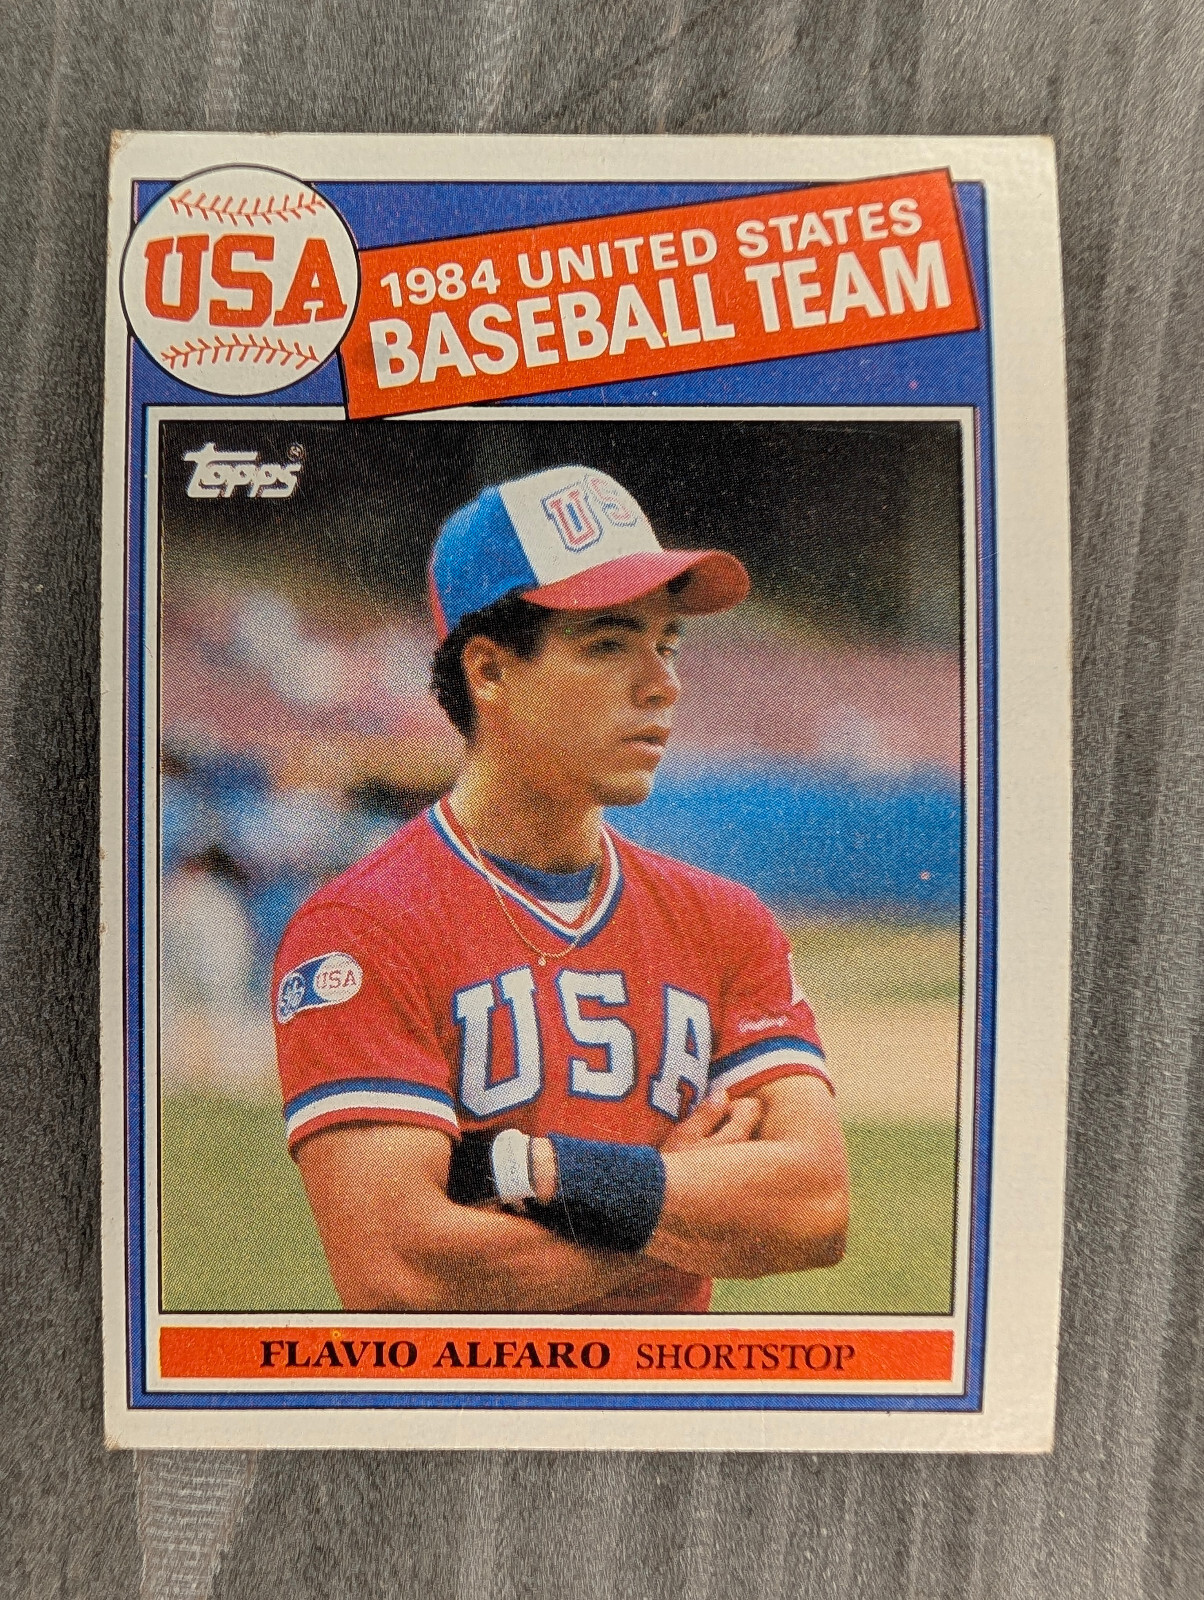 USA
1984 UNITED STATES
BASEBALL TEAM
topps®
US
USA
USA
FLAVIO ALFARO SHORTSTOP